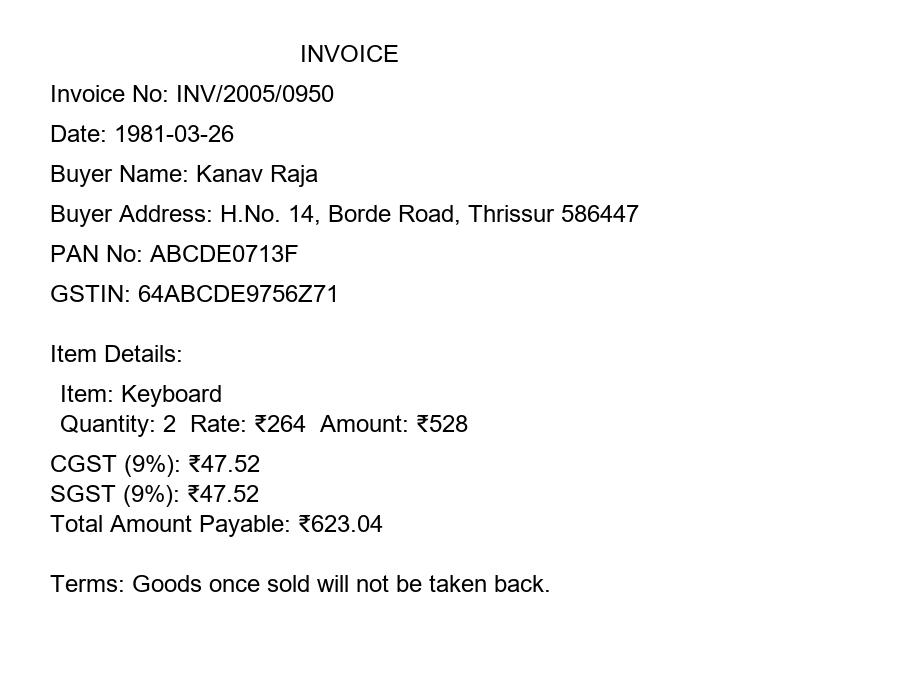 INVOICE
Invoice No: INV/2005/0950
Date: 1981-03-26
Buyer Name: Kanav Raja
Buyer Address: H.No. 14, Borde Road, Thrissur 586447
PAN No: ABCDE0713F
GSTIN: 64ABCDE9756Z71
Item Details:
Item: Keyboard
Quantity: 2  Rate: ₹264  Amount: ₹528
CGST (9%): ₹47.52
SGST (9%): ₹47.52
Total Amount Payable: ₹623.04
Terms: Goods once sold will not be taken back.